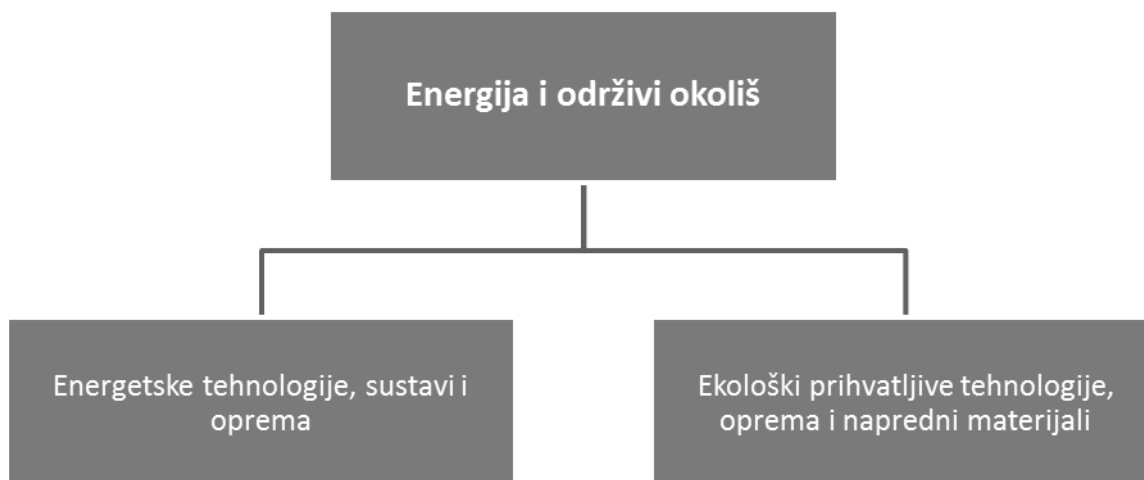 Energija i održivi okoliš
Energetske tehnologije, sustavi i
oprema
Ekološki prihvatljive tehnologije,
oprema i napredni materijali